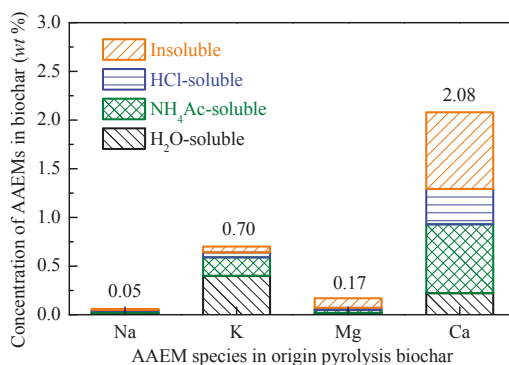 Concentration of AAEMs in biochar (wt %)
3.0
2.5
2.0
1.5
1.0
0.5
0.0
Insoluble
HCl-soluble
NH₄Ac-soluble
H₂O-soluble
0.05
0.70
0.17
2.08
Na K Mg Ca
AAEM species in origin pyrolysis biochar